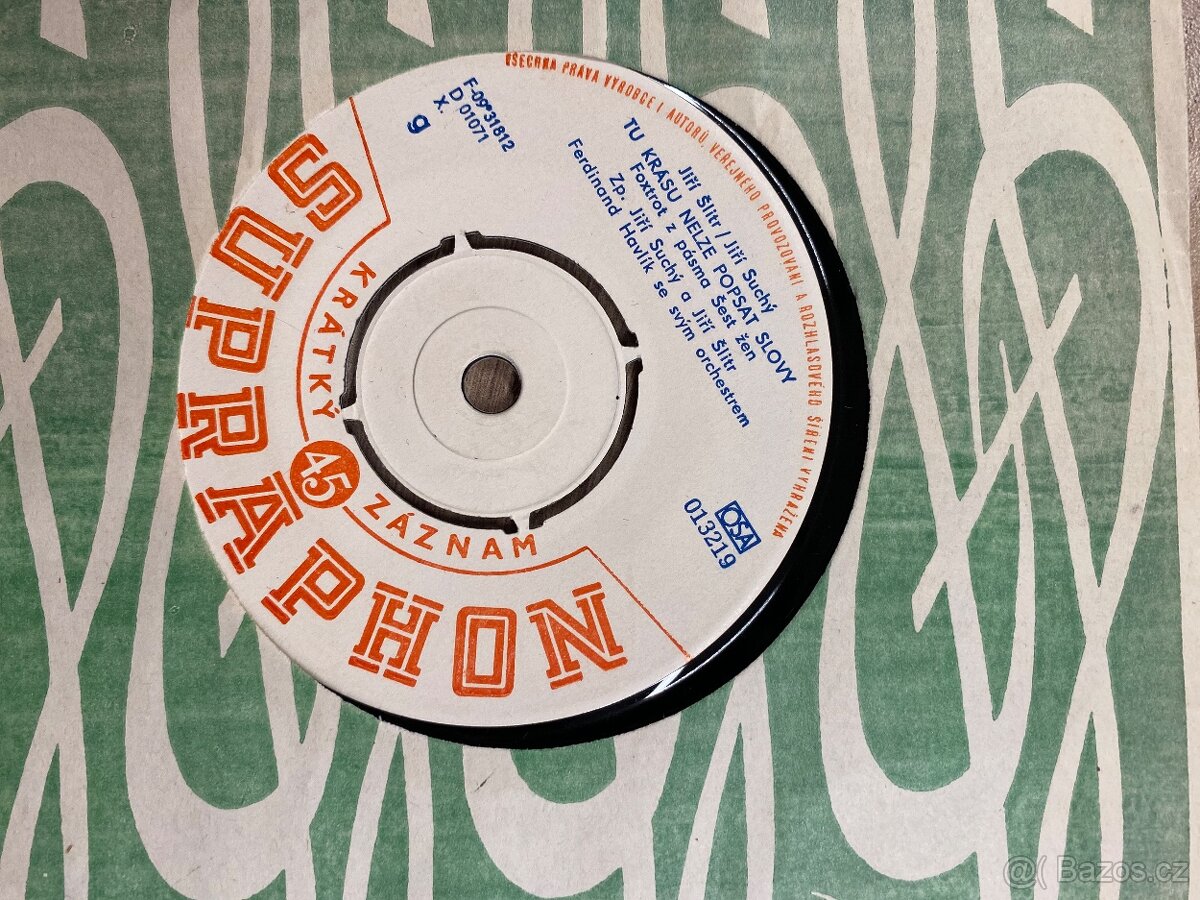 VŠECHNA PRÁVA VÝROBCE I AUTORŮ, VEŘEJNÉHO PROVOZOVÁNÍ A ROZHLASOVÉHO ŠÍŘENÍ VYHRAŽENA
F-09*31812
D 01071
X.
g
Jiří Šlitr / Jiří Suchý
TU KRÁSU NELZE POPSAT SLOVY
Foxtrot z pásma Šest žen
Zp. Jiří Suchý a Jiří Šlitr
Ferdinand Havlík se svým orchestrem
OSA
013219
KRÁTKÝ 45 ZÁZNAM
SUPRAPHON
Bazos.cz